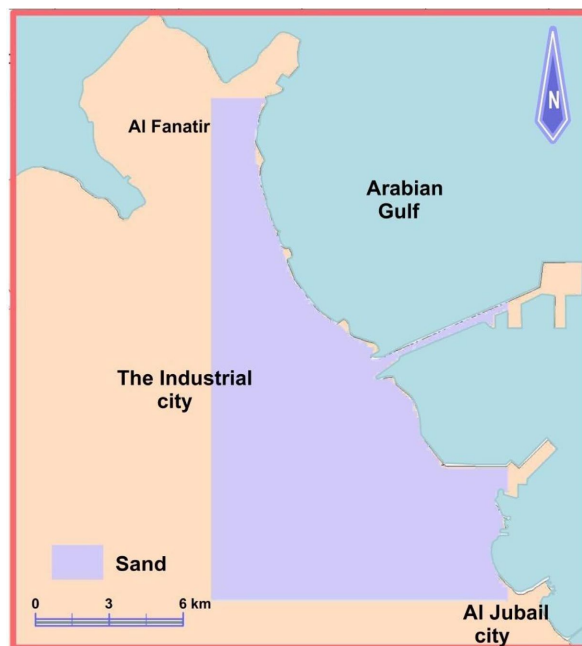 N
Al Fanatir
Arabian
Gulf
The Industrial
city
Sand
0 3 6 km
Al Jubail
city